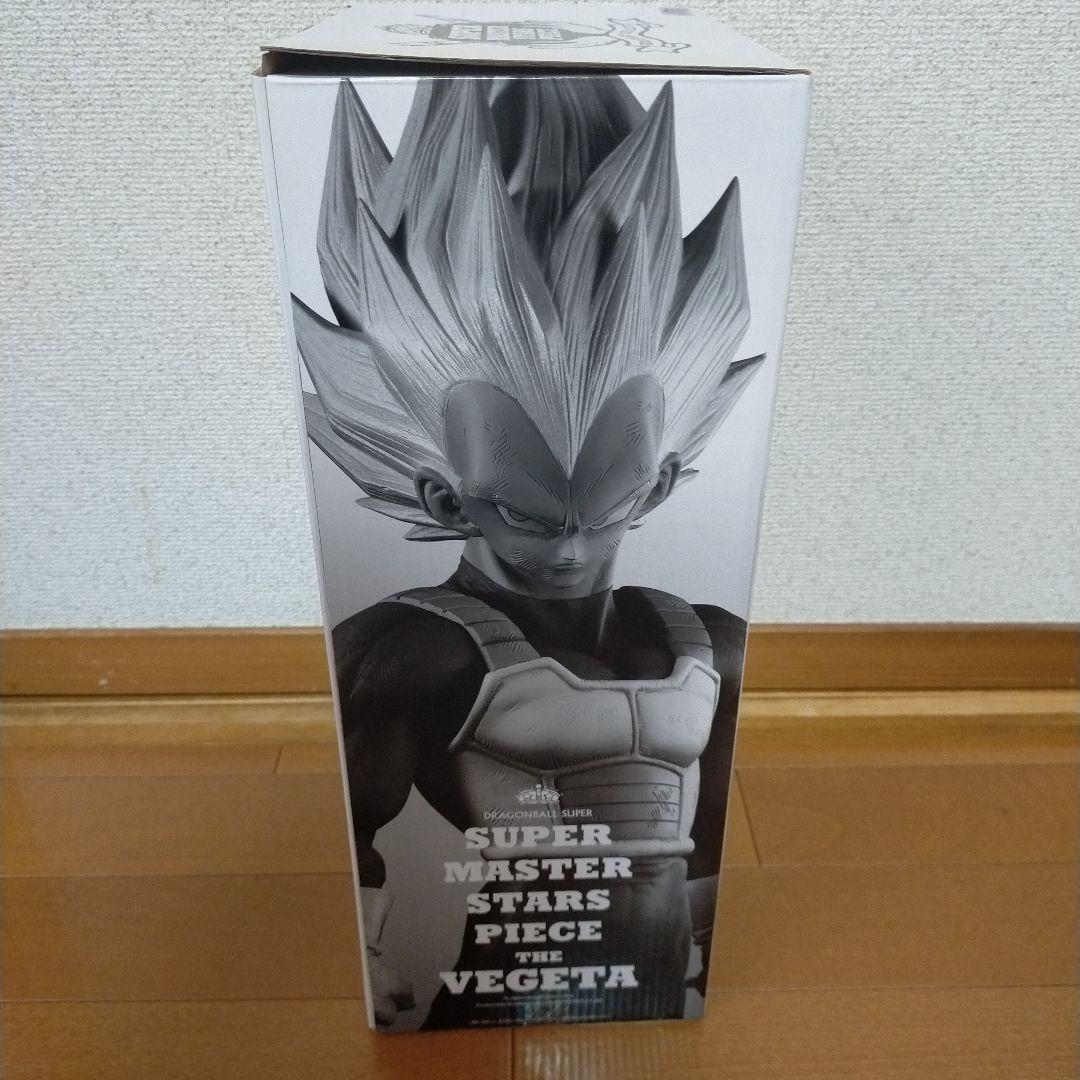 DRAGONBALL SUPER
SUPER
MASTER
STARS
PIECE
THE
VEGETA